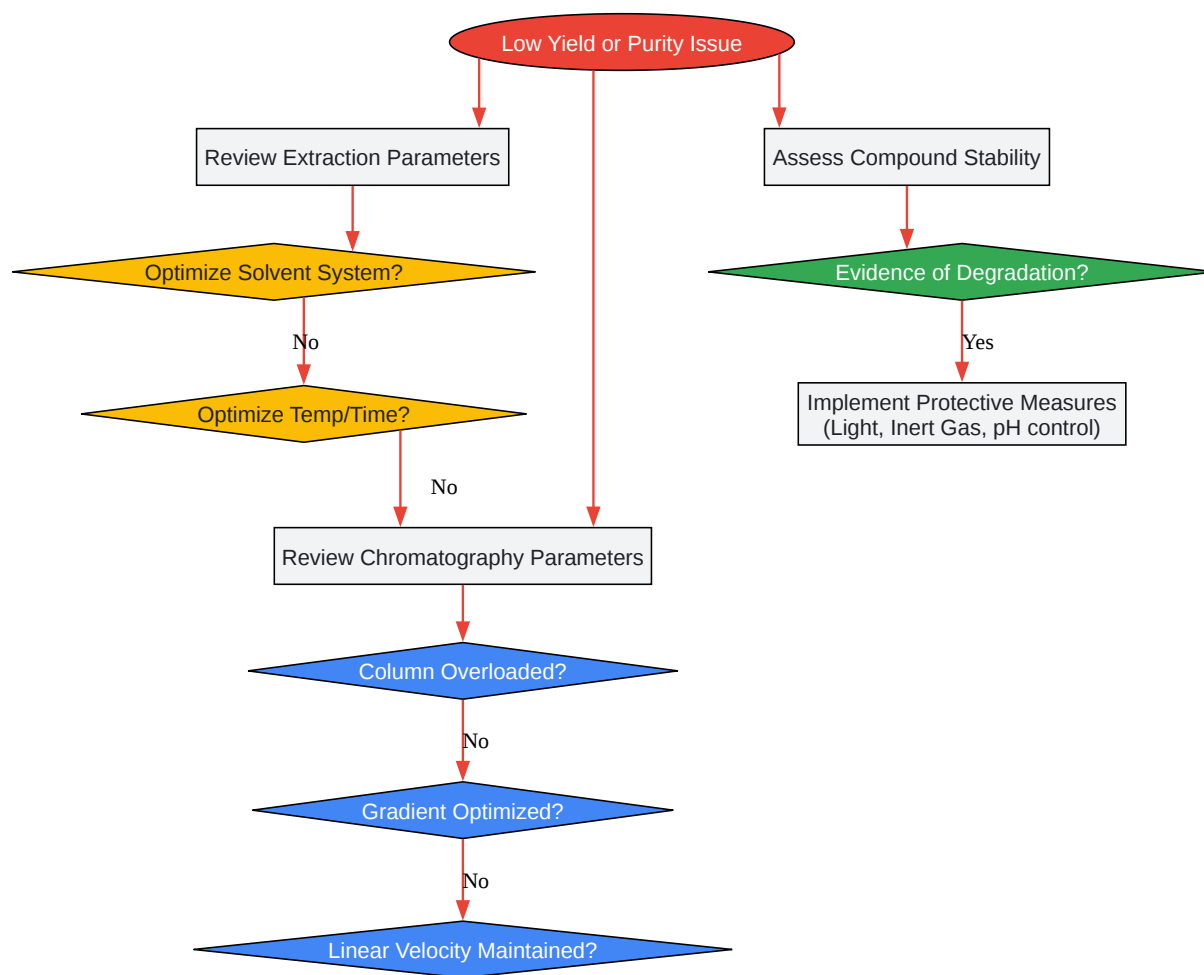 Low Yield or Purity Issue
Review Extraction Parameters
Assess Compound Stability
Optimize Solvent System?
Evidence of Degradation?
No
Yes
Optimize Temp/Time?
Implement Protective Measures
(Light, Inert Gas, pH control)
No
Review Chromatography Parameters
Column Overloaded?
No
Gradient Optimized?
No
Linear Velocity Maintained?